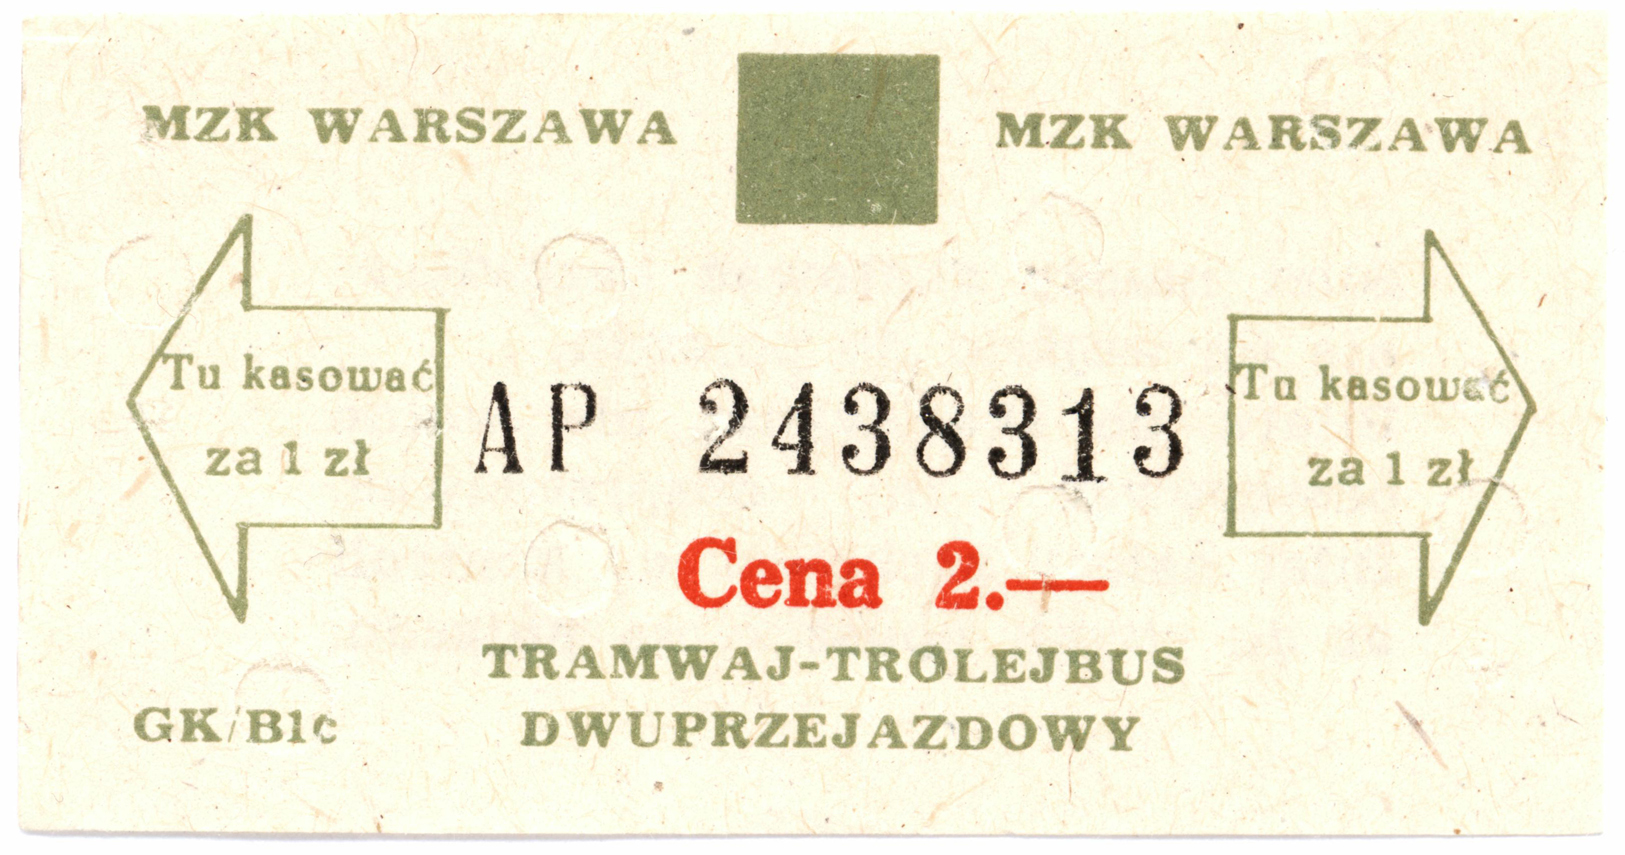 MZK WARSZAWA
MZK WARSZAWA
Tu kasować
za 1 zł
AP 2438313
Tu kasować
za 1 zł
Cena 2.—
TRAMWAJ-TROLEJBUS
DWUPRZEJAZDOWY
GK/B1c